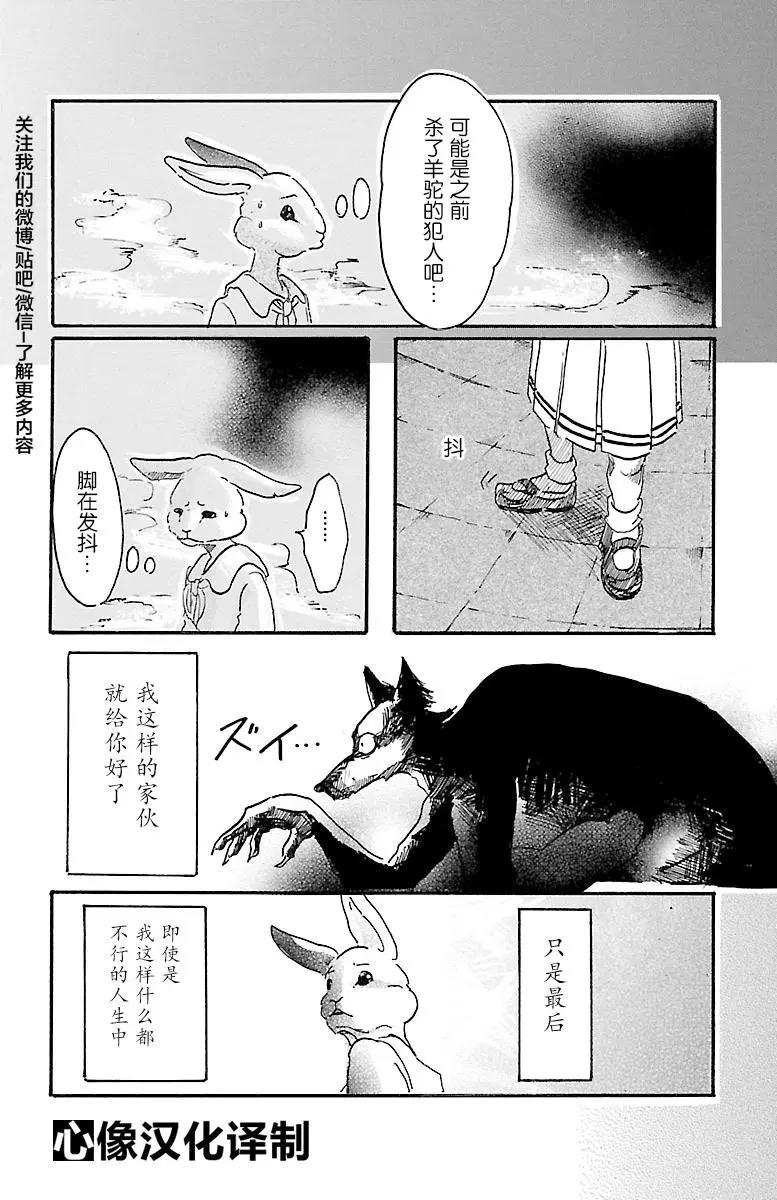 可能是之前
杀了羊驼的犯人吧…
抖
……
脚在发抖…
ズイ…
我这样的家伙
就给你好了
只是最后
即使是
我这样什么都
不行的人生中
关注我们的微博/贴吧/微信—了解更多内容
心像汉化译制